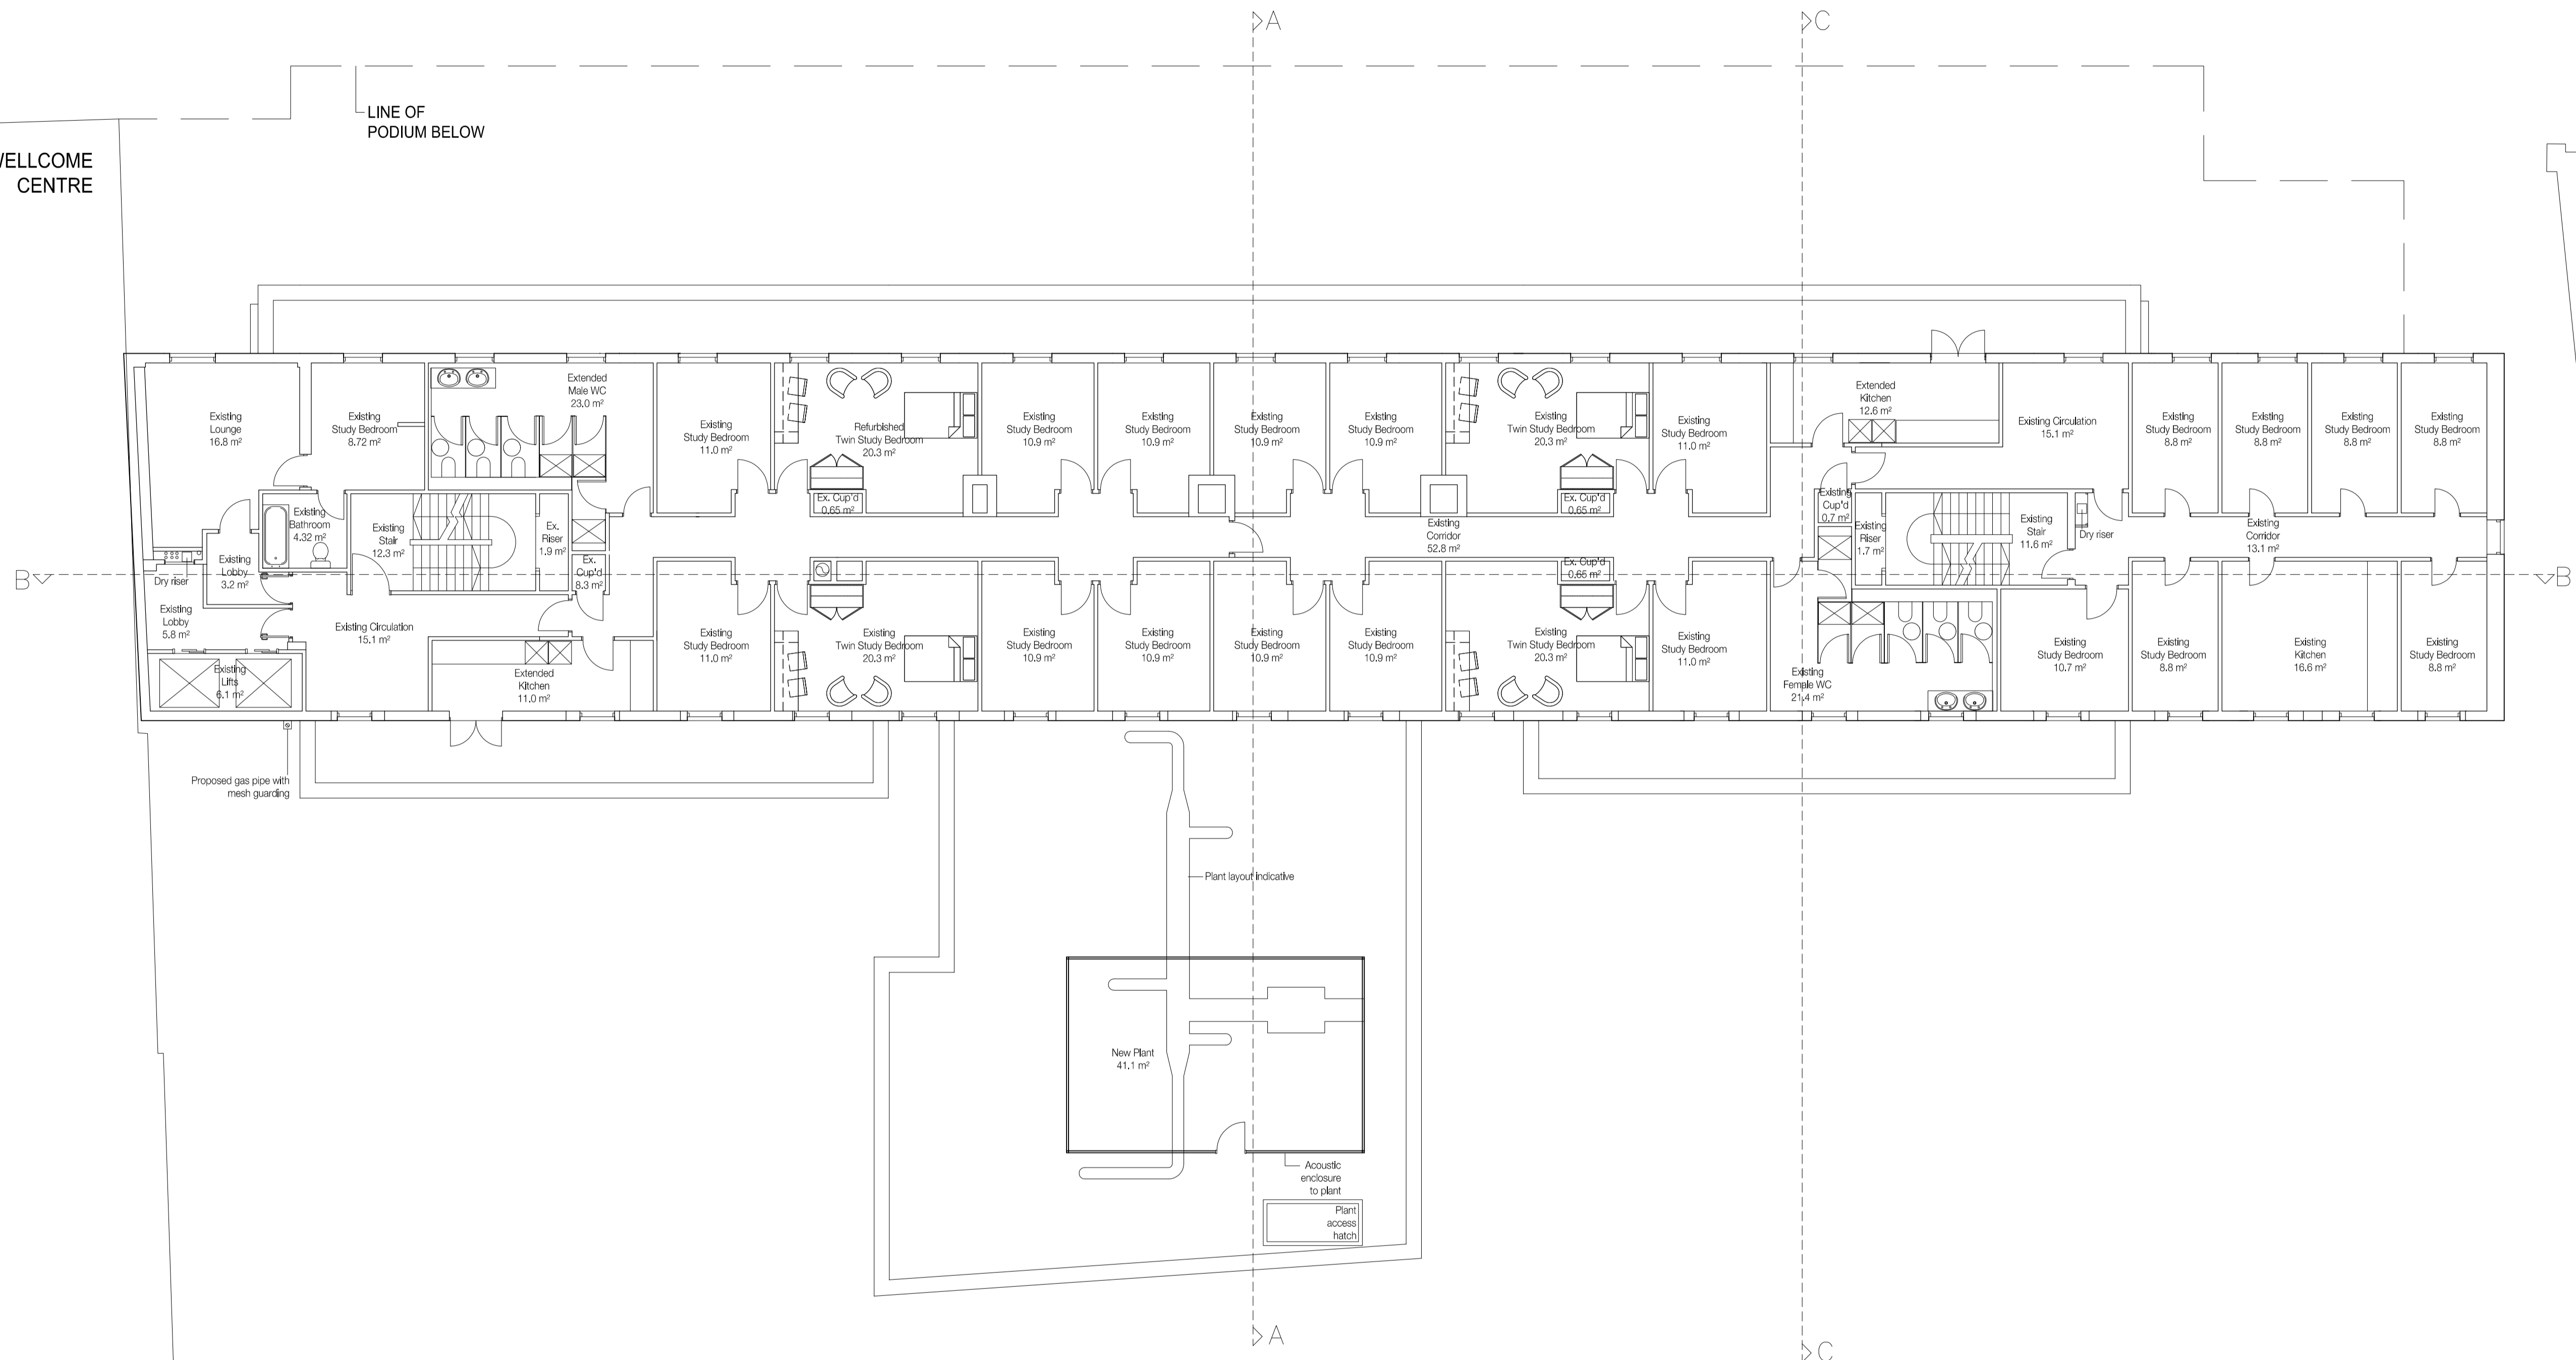 A
C
LINE OF
PODIUM BELOW
WELLCOME
CENTRE
Existing
Lounge
16.8 m²
Existing
Study Bedroom
8.72 m²
Extended
Male WC
23.0 m²
Existing
Study Bedroom
11.0 m²
Refurblished
Twin Study Bedroom
20.3 m²
Existing
Study Bedroom
10.9 m²
Existing
Study Bedroom
10.9 m²
Existing
Study Bedroom
10.9 m²
Existing
Study Bedroom
10.9 m²
Existing
Twin Study Bedroom
20.3 m²
Existing
Study Bedroom
11.0 m²
Extended
Kitchen
12.6 m²
Existing Circulation
15.1 m²
Existing
Study Bedroom
8.8 m²
Existing
Study Bedroom
8.8 m²
Existing
Study Bedroom
8.8 m²
Existing
Study Bedroom
8.8 m²
Existing
Bathroom
4.32 m²
Existing
Stair
12.3 m²
Ex.
Riser
1.9 m²
Ex. Cup'd
0.65 m²
Ex. Cup'd
0.65 m²
Existing
Corridor
52.8 m²
Existing
Cup'd
0.7 m²
Existing
Riser
1.7 m²
Existing
Stair
11.6 m²
Dry riser
Existing
Corridor
13.1 m²
Dry riser
Existing
Lobby
3.2 m²
Ex.
Cup'd
8.3 m²
Ex. Cup'd
0.65 m²
B
B
Existing
Lobby
5.8 m²
Existing Circulation
15.1 m²
Existing
Lifts
6.1 m²
Extended
Kitchen
11.0 m²
Existing
Study Bedroom
11.0 m²
Existing
Twin Study Bedroom
20.3 m²
Existing
Study Bedroom
10.9 m²
Existing
Study Bedroom
10.9 m²
Existing
Study Bedroom
10.9 m²
Existing
Study Bedroom
10.9 m²
Existing
Twin Study Bedroom
20.3 m²
Existing
Study Bedroom
11.0 m²
Existing
Female WC
21.4 m²
Existing
Study Bedroom
10.7 m²
Existing
Study Bedroom
8.8 m²
Existing
Kitchen
16.6 m²
Existing
Study Bedroom
8.8 m²
Proposed gas pipe with
mesh guarding
Plant layout indicative
New Plant
41.1 m²
Acoustic
enclosure
to plant
Plant
access
hatch
A
C